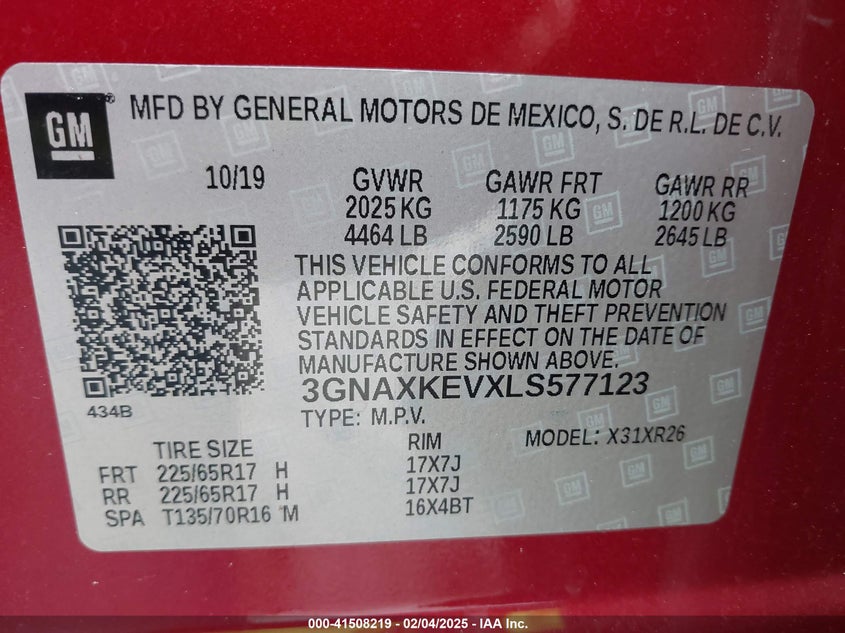 GM
MFD BY GENERAL MOTORS DE MEXICO, S. DE R.L. DE C.V.
10/19 GVWR GAWR FRT GAWR RR
2025 KG 1175 KG 1200 KG
4464 LB 2590 LB 2645 LB
THIS VEHICLE CONFORMS TO ALL
APPLICABLE U.S. FEDERAL MOTOR
VEHICLE SAFETY AND THEFT PREVENTION
STANDARDS IN EFFECT ON THE DATE OF
MANUFACTURE SHOWN ABOVE.
3GNAXKEVXLS577123
434B
TYPE: M.P.V.
TIRE SIZE RIM MODEL: X31XR26
FRT 225/65R17 H 17X7J
RR 225/65R17 H 17X7J
SPA T135/70R16 M 16X4BT
000-41508219 - 02/04/2025 - IAA Inc.